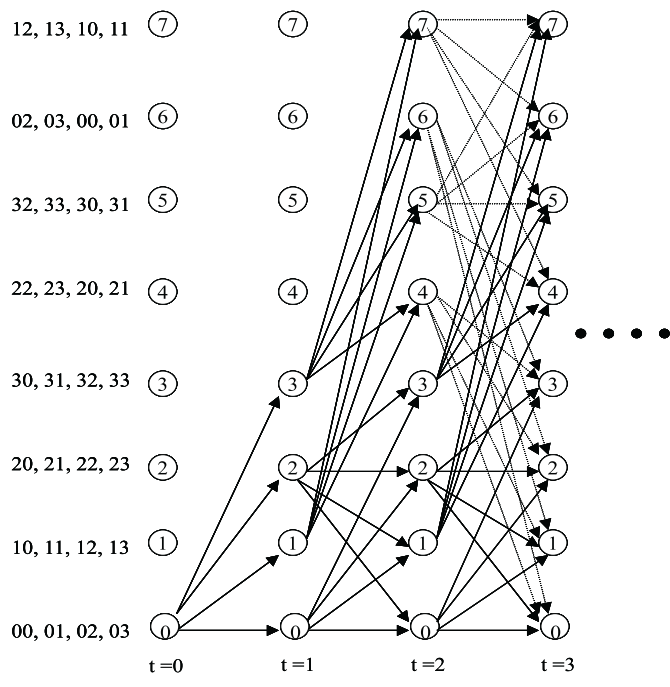 12, 13, 10, 11 7 7 7 7
02, 03, 00, 01 6 6 6 6
32, 33, 30, 31 5 5 5 5
22, 23, 20, 21 4 4 4 4
30, 31, 32, 33 3 3 3 3
20, 21, 22, 23 2 2 2 2
10, 11, 12, 13 1 1 1 1
00, 01, 02, 03 0 0 0 0
t =0 t =1 t =2 t =3